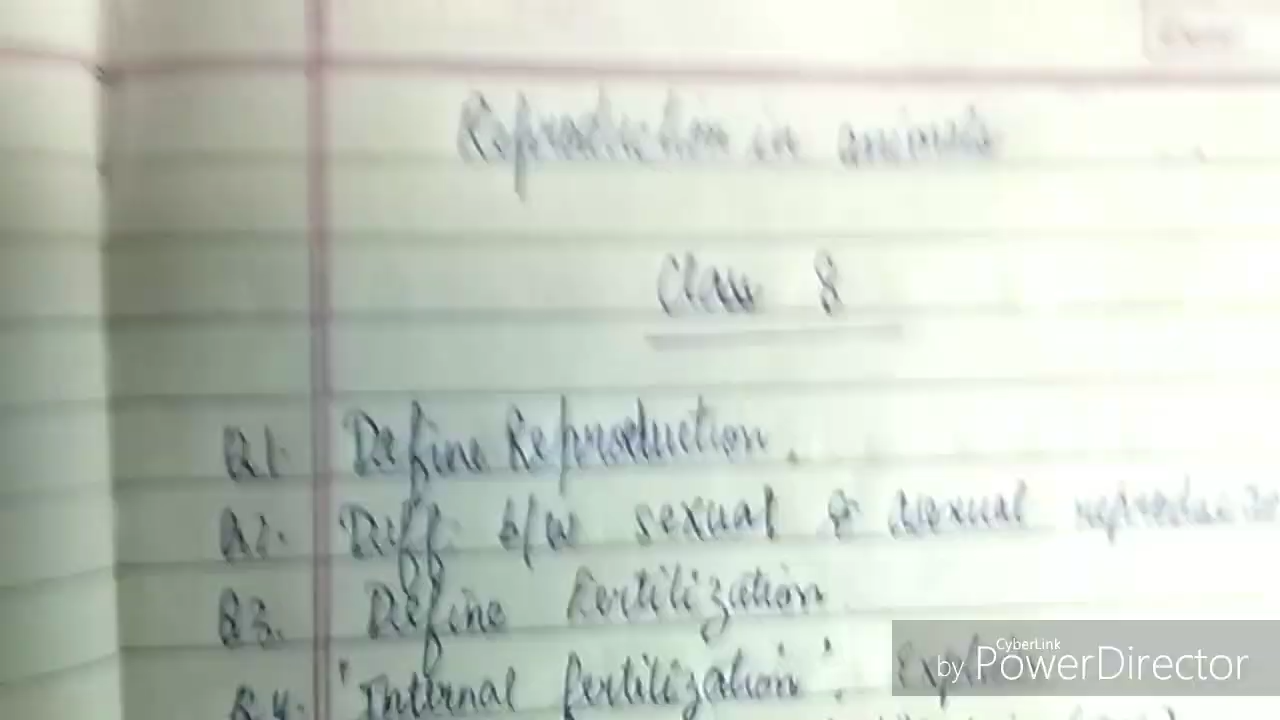 Reproduction in animals
Class 8
Q1. Define Reproduction.
Q2. Diff. b/w sexual & asexual
Q3. Define Fertilization
Q4. 'Internal fertilization'.
CyberLink
by PowerDirector